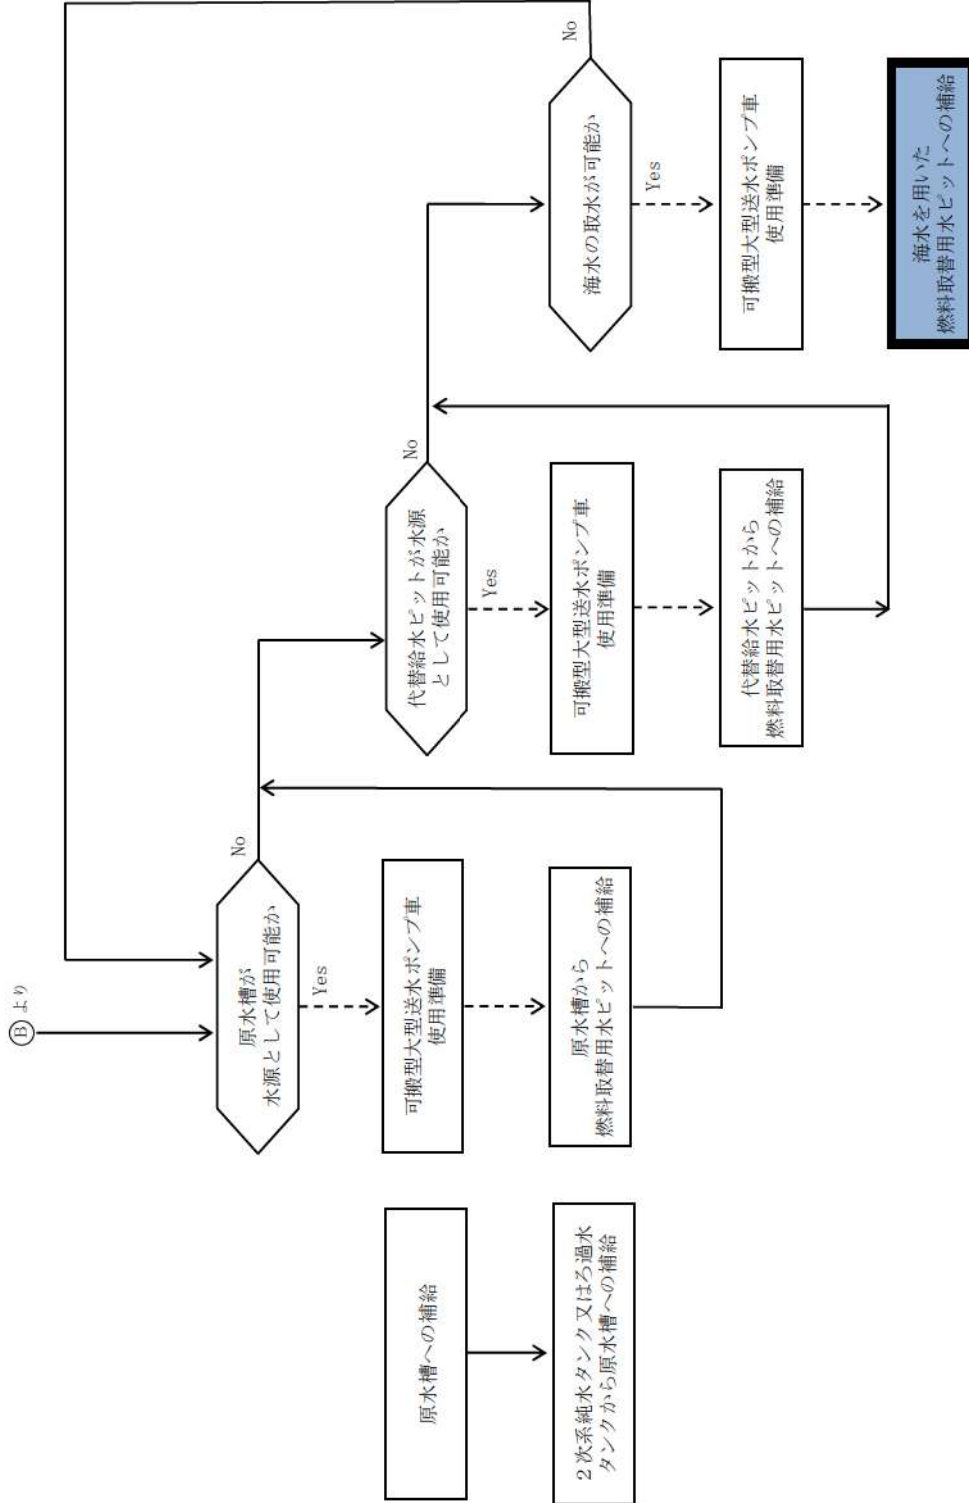 Ⓑより
原水槽が
水源として使用可能か
No
Yes
可搬型大型送水ポンプ車
使用準備
原水槽から
燃料取替用水ピットへの補給
代替給水ピットが水源
として使用可能か
No
Yes
可搬型大型送水ポンプ車
使用準備
代替給水ピットから
燃料取替用水ピットへの補給
海水の取水が可能か
No
Yes
可搬型大型送水ポンプ車
使用準備
海水を用いた
燃料取替用水ピットへの補給
原水槽への補給
2次系純水タンク又はろ過水
タンクから原水槽への補給